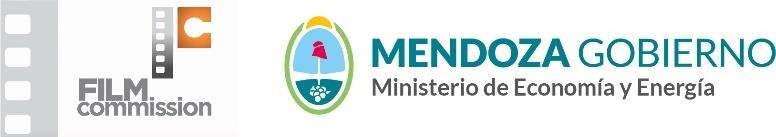 FILM
commission
MENDOZA GOBIERNO
Ministerio de Economía y Energía